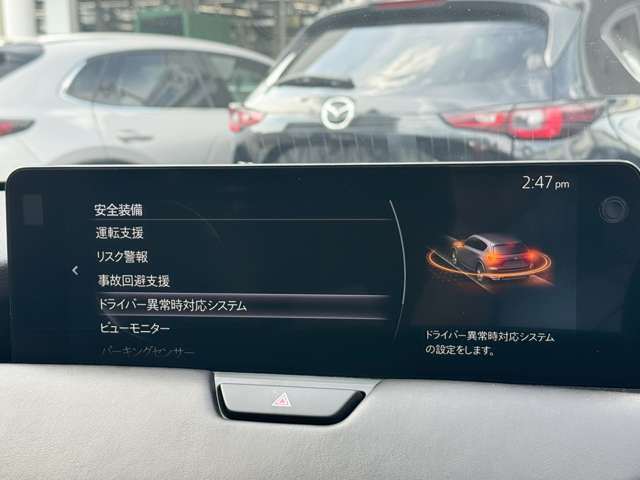 2:47 pm
安全装備
運転支援
リスク警報
事故回避支援
ドライバー異常時対応システム
ビューモニター
パーキングセンサー
ドライバー異常時対応システム
の設定をします。